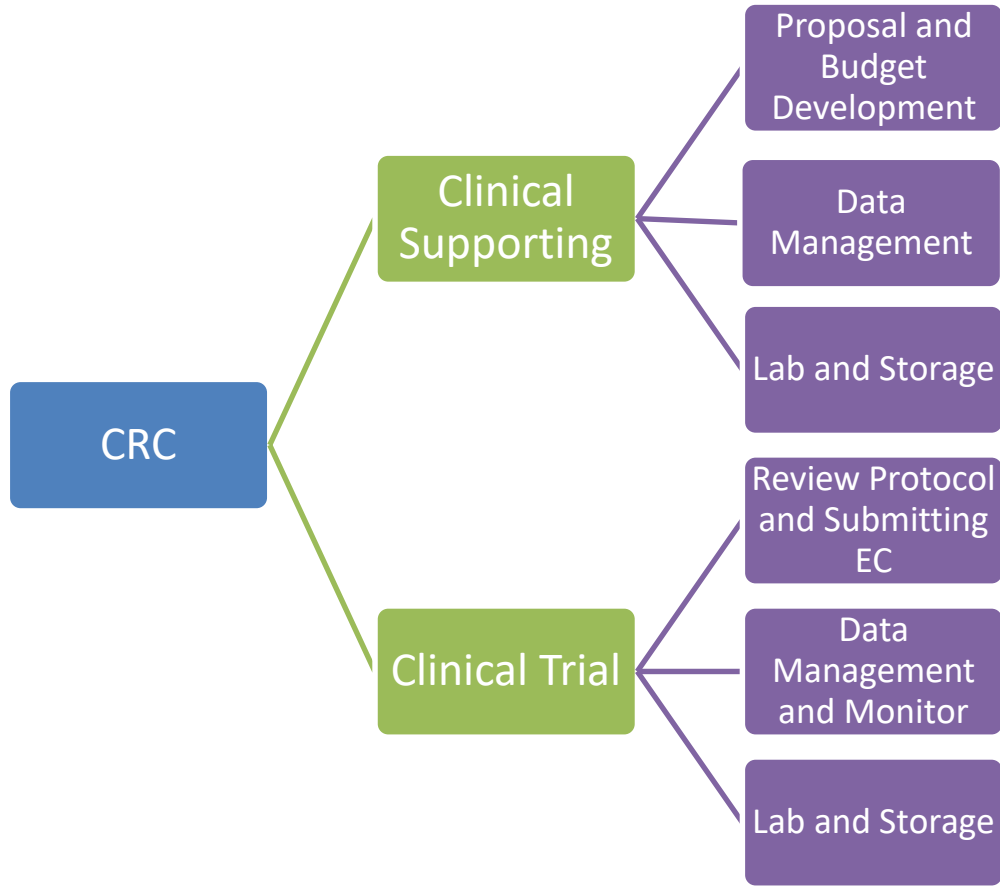 CRC
Clinical
Supporting
Proposal and
Budget
Development
Data
Management
Lab and Storage
Clinical Trial
Review Protocol
and Submitting
EC
Data
Management
and Monitor
Lab and Storage